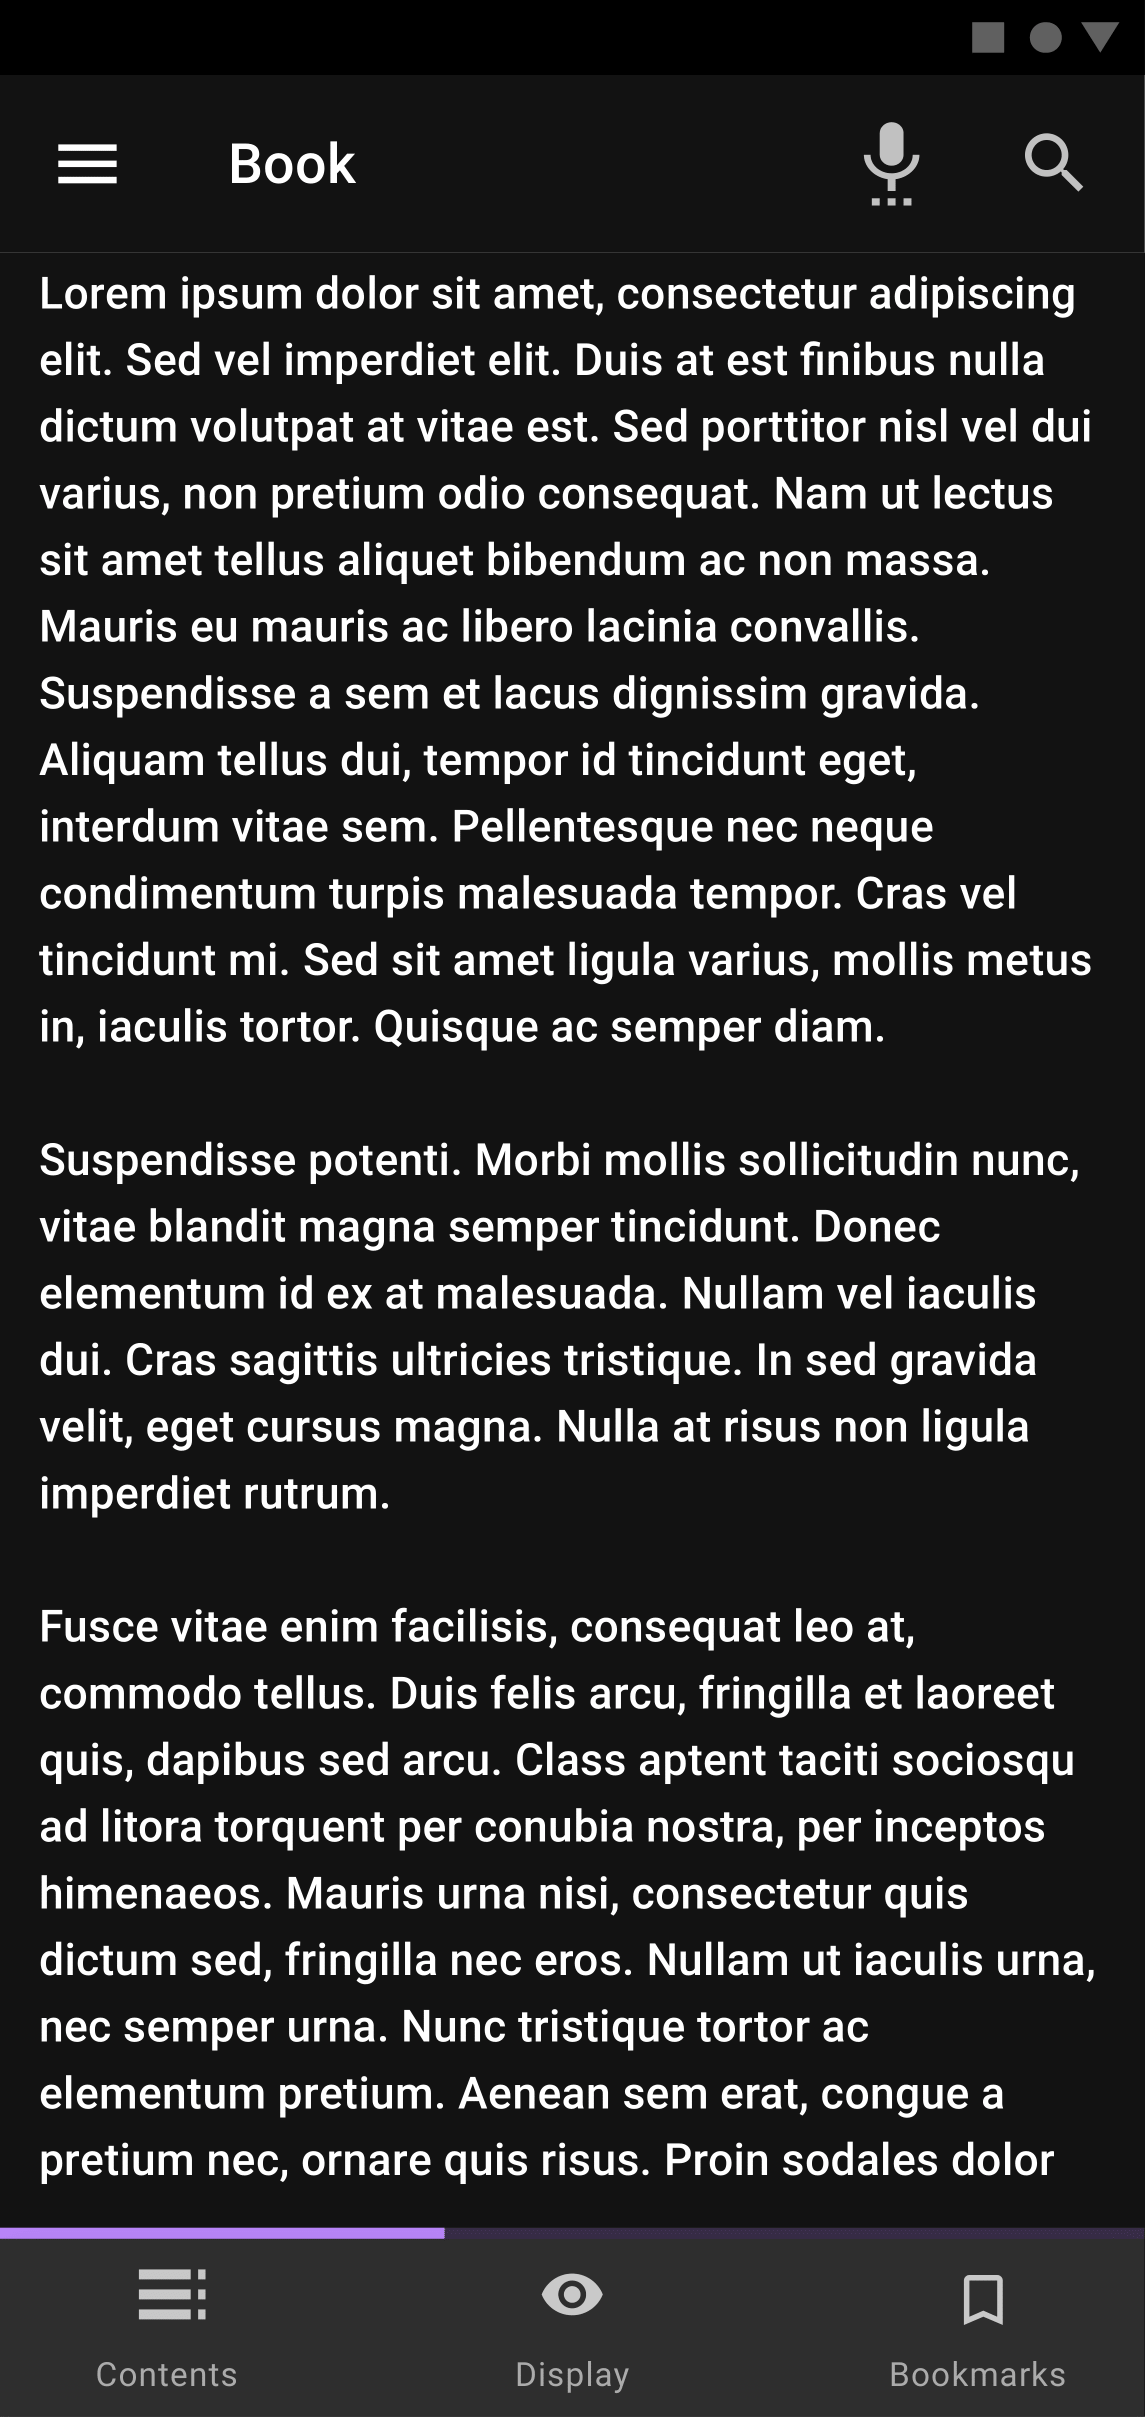 Book
Lorem ipsum dolor sit amet, consectetur adipiscing
elit. Sed vel imperdiet elit. Duis at est finibus nulla
dictum volutpat at vitae est. Sed porttitor nisl vel dui
varius, non pretium odio consequat. Nam ut lectus
sit amet tellus aliquet bibendum ac non massa.
Mauris eu mauris ac libero lacinia convallis.
Suspendisse a sem et lacus dignissim gravida.
Aliquam tellus dui, tempor id tincidunt eget,
interdum vitae sem. Pellentesque nec neque
condimentum turpis malesuada tempor. Cras vel
tincidunt mi. Sed sit amet ligula varius, mollis metus
in, iaculis tortor. Quisque ac semper diam.
Suspendisse potenti. Morbi mollis sollicitudin nunc,
vitae blandit magna semper tincidunt. Donec
elementum id ex at malesuada. Nullam vel iaculis
dui. Cras sagittis ultricies tristique. In sed gravida
velit, eget cursus magna. Nulla at risus non ligula
imperdiet rutrum.
Fusce vitae enim facilisis, consequat leo at,
commodo tellus. Duis felis arcu, fringilla et laoreet
quis, dapibus sed arcu. Class aptent taciti sociosqu
ad litora torquent per conubia nostra, per inceptos
himenaeos. Mauris urna nisi, consectetur quis
dictum sed, fringilla nec eros. Nullam ut iaculis urna,
nec semper urna. Nunc tristique tortor ac
elementum pretium. Aenean sem erat, congue a
pretium nec, ornare quis risus. Proin sodales dolor
Contents
Display
Bookmarks